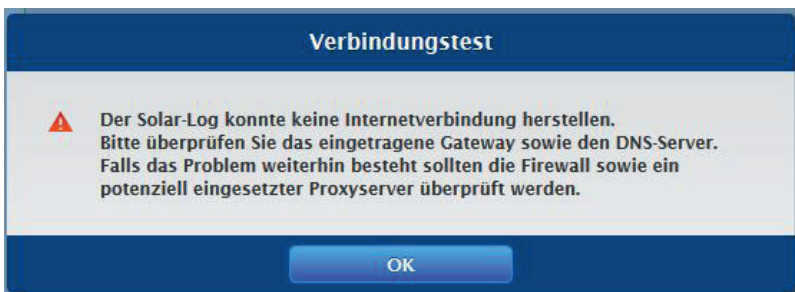 Verbindungstest
Der Solar-Log konnte keine Internetverbindung herstellen.
Bitte überprüfen Sie das eingetragene Gateway sowie den DNS-Server.
Falls das Problem weiterhin besteht sollten die Firewall sowie ein
potenziell eingesetzter Proxyserver überprüft werden.
OK